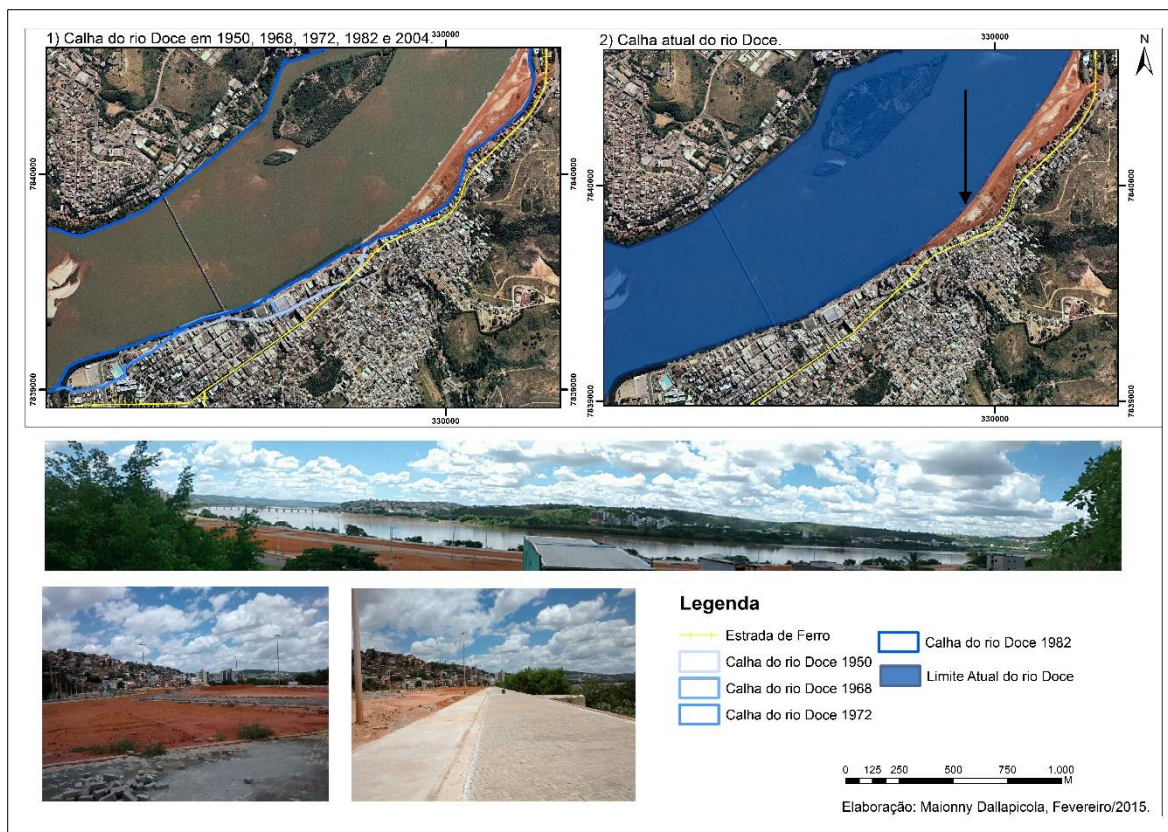 1) Calha do rio Doce em 1950, 1968, 1972, 1982 e 2004.
330000
2) Calha atual do rio Doce.
330000
N
7840000
7840000
7839000
330000
7839000
330000
7839000
Legenda
Estrada de Ferro
Calha do rio Doce 1950
Calha do rio Doce 1968
Calha do rio Doce 1972
Calha do rio Doce 1982
Limite Atual do rio Doce
0 125 250 500 750 1.000
M
Elaboração: Maionny Dallapicola, Fevereiro/2015.